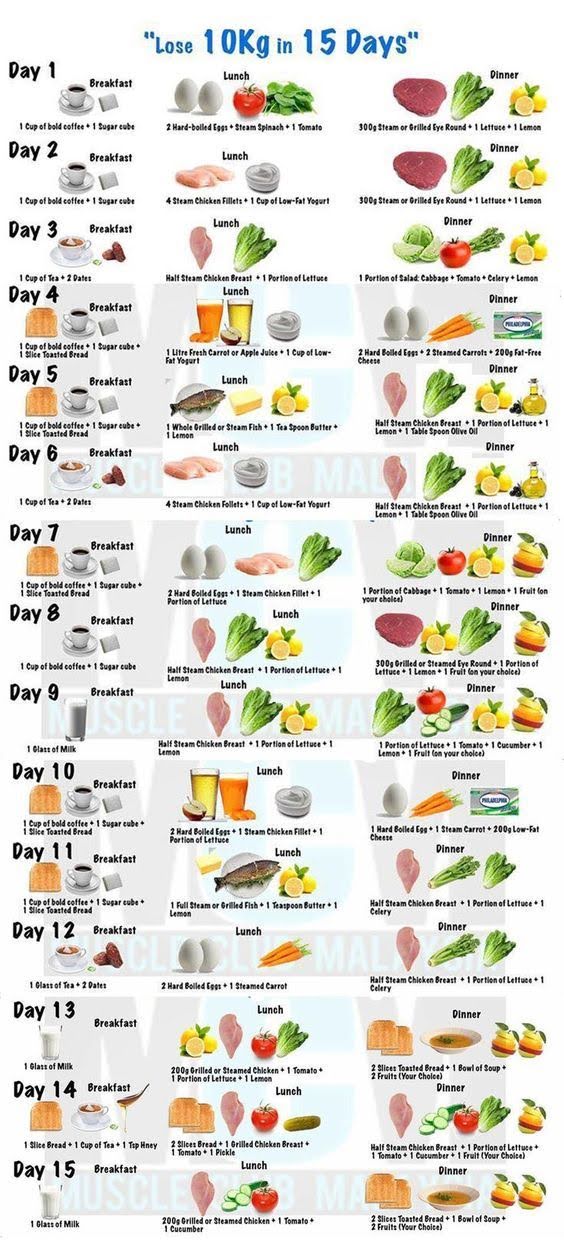 "Lose 10Kg in 15 Days"
Day 1
Breakfast
Lunch
Dinner
1 Cup of bold coffee + 1 Sugar cube
2 Hard-boiled Eggs + Steam Spinach + 1 Tomato
300g Steam or Grilled Eye Round + 1 Lettuce + 1 Lemon
Day 2
Breakfast
Lunch
Dinner
1 Cup of bold coffee + 1 Sugar cube
4 Steam Chicken Fillets + 1 Cup of Low-Fat Yogurt
300g Steam or Grilled Eye Round + 1 Lettuce + 1 Lemon
Day 3
Breakfast
Lunch
Dinner
1 Cup of Tea + 2 Dates
Half Steam Chicken Breast + 1 Portion of Lettuce
1 Portion of Salad: Cabbage + Tomato + Celery + Lemon
Day 4
Breakfast
Lunch
Dinner
PHILADELPHIA
1 Cup of bold coffee + 1 Sugar cube +
1 Slice Toasted Bread
1 Litre Fresh Carrot or Apple Juice + 1 Cup of Low-
Fat Yogurt
2 Hard Boiled Eggs + 2 Steamed Carrots + 200g Fat-Free
Cheese
Day 5
Breakfast
Lunch
Dinner
1 Cup of bold coffee + 1 Sugar cube +
1 Slice Toasted Bread
1 Whole Grilled or Steam Fish + 1 Tea Spoon Butter +
1 Lemon
Half Steam Chicken Breast + 1 Portion of Lettuce + 1
Lemon + 1 Table Spoon Olive Oil
Day 6
Breakfast
Lunch
Dinner
1 Cup of Tea + 2 Dates
4 Steam Chicken Follets + 1 Cup of Low-Fat Yogurt
Half Steam Chicken Breast + 1 Portion of Lettuce + 1
Lemon + 1 Table Spoon Olive Oil
Day 7
Breakfast
Lunch
Dinner
1 Cup of bold coffee + 1 Sugar cube +
1 Slice Toasted Bread
2 Hard Boiled Eggs + 1 Steam Chicken Fillet + 1
Portion of Lettuce
1 Portion of Cabbage + 1 Tomato + 1 Lemon + 1 Fruit (on
your choice)
Day 8
Breakfast
Lunch
Dinner
1 Cup of bold coffee + 1 Sugar cube
Half Steam Chicken Breast + 1 Portion of Lettuce + 1
Lemon
300g Grilled or Steamed Eye Round + 1 Portion of
Lettuce + 1 Lemon + 1 Fruit (on your choice)
Day 9
Breakfast
Lunch
Dinner
MUSCLE CLUB MALAYSIA
1 Glass of Milk
Half Steam Chicken Breast + 1 Portion of Lettuce + 1
Lemon
1 Portion of Lettuce + 1 Tomato + 1 Cucumber + 1
Lemon + 1 Fruit (on your choice)
Day 10
Breakfast
Lunch
Dinner
PHILADELPHIA
1 Cup of bold coffee + 1 Sugar cube +
1 Slice Toasted Bread
2 Hard Boiled Eggs + 1 Steam Chicken Fillet + 1
Portion of Lettuce
1 Hard Boiled Egg + 1 Steam Carrot + 200g Low-Fat
Cheese
Day 11
Breakfast
Lunch
Dinner
1 Cup of bold coffee + 1 Sugar cube +
1 Slice Toasted Bread
1 Full Steam or Grilled Fish + 1 Teaspoon Butter + 1
Lemon
Half Steam Chicken Breast + 1 Portion of Lettuce + 1
Celery
Day 12
Breakfast
Lunch
Dinner
1 Glass of Tea + 2 Dates
2 Hard Boiled Eggs + 1 Steamed Carrot
Half Steam Chicken Breast + 1 Portion of Lettuce + 1
Celery
Day 13
Breakfast
Lunch
Dinner
1 Glass of Milk
200g Grilled or Steamed Chicken + 1 Tomato +
1 Portion of Lettuce + 1 Lemon
2 Slices Toasted Bread + 1 Bowl of Soup +
2 Fruits (Your Choice)
Day 14
Breakfast
Lunch
Dinner
1 Slice Bread + 1 Cup of Tea + 1 Tsp Hney
2 Slices Bread + 1 Grilled Chicken Breast +
1 Tomato + 1 Pickle
Half Steam Chicken Breast + 1 Portion of Lettuce +
1 Tomato + 1 Cucumber + 1 Fruit (Your Choice)
Day 15
Breakfast
Lunch
Dinner
1 Glass of Milk
200g Grilled or Steamed Chicken + 1 Tomato +
1 Cucumber
2 Slices Toasted Bread + 1 Bowl of Soup +
2 Fruits (Your Choice)